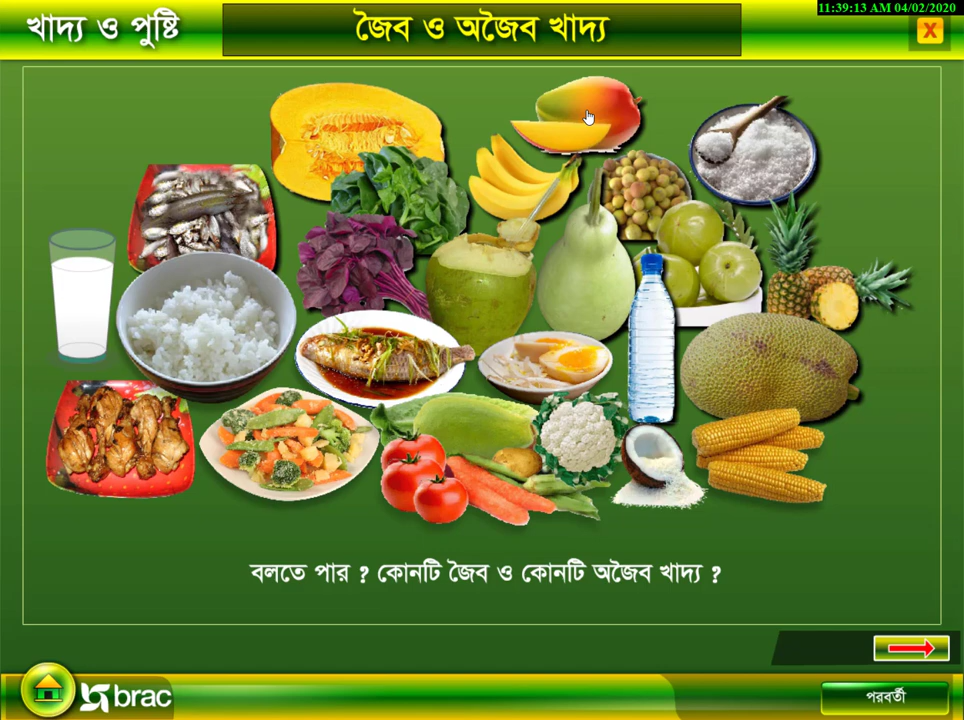 11:39:13 AM 04/02/2020
খাদ্য ও পুষ্টি
জৈব ও অজৈব খাদ্য
X
বলতে পার ? কোনটি জৈব ও কোনটি অজৈব খাদ্য ?
brac
পরবর্তী